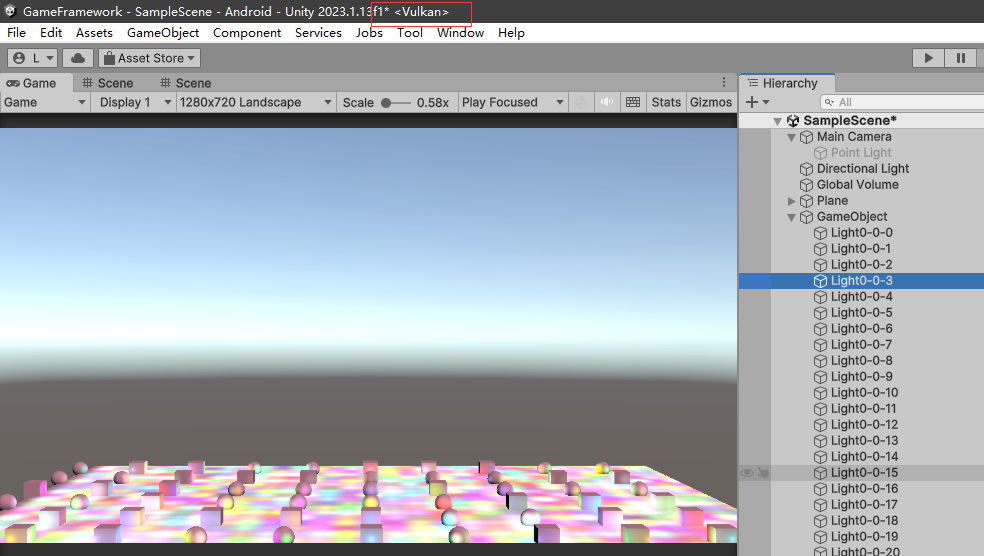 GameFramework - SampleScene - Android - Unity 2023.1.13f1* <Vulkan>
File Edit Assets GameObject Component Services Jobs Tool Window Help
L Asset Store
Game Scene Scene Hierarchy
Game Display 1 1280x720 Landscape Scale 0.58x Play Focused Stats Gizmos All
SampleScene*
Main Camera
Point Light
Directional Light
Global Volume
Plane
GameObject
Light0-0-0
Light0-0-1
Light0-0-2
Light0-0-3
Light0-0-4
Light0-0-5
Light0-0-6
Light0-0-7
Light0-0-8
Light0-0-9
Light0-0-10
Light0-0-11
Light0-0-12
Light0-0-13
Light0-0-14
Light0-0-15
Light0-0-16
Light0-0-17
Light0-0-18
Light0-0-19
Light0-0-20